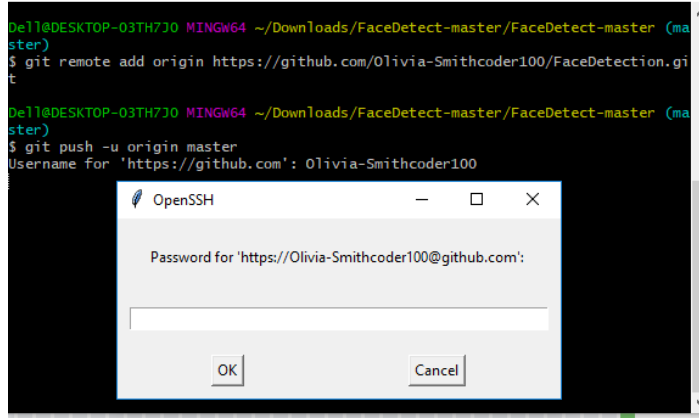 Dell@DESKTOP-03TH7JO MINGW64 ~/Downloads/FaceDetect-master/FaceDetect-master (ma
ster)
$ git remote add origin https://github.com/Olivia-Smithcoder100/FaceDetection.gi
t
Dell@DESKTOP-03TH7JO MINGW64 ~/Downloads/FaceDetect-master/FaceDetect-master (ma
ster)
$ git push -u origin master
Username for 'https://github.com': Olivia-Smithcoder100
OpenSSH
Password for 'https://Olivia-Smithcoder100@github.com':
OK
Cancel